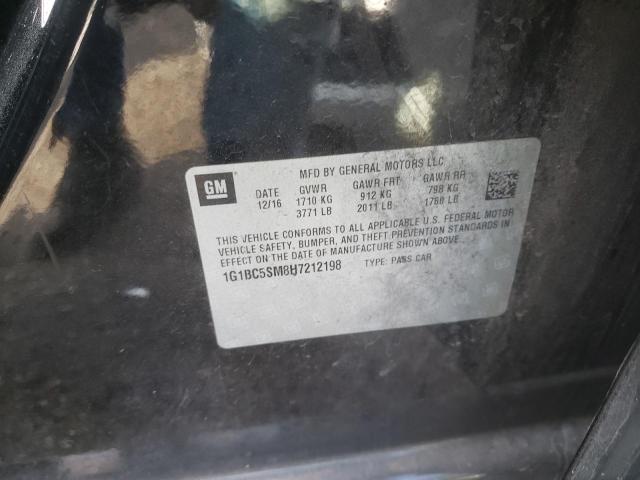 MFD BY GENERAL MOTORS LLC
GM
DATE GVWR GAWR FRT GAWR RR
12/16 1710 KG 912 KG 798 KG
3771 LB 2011 LB 1760 LB
THIS VEHICLE CONFORMS TO ALL APPLICABLE U.S. FEDERAL MOTOR
VEHICLE SAFETY, BUMPER, AND THEFT PREVENTION STANDARDS IN
EFFECT ON THE DATE OF MANUFACTURE SHOWN ABOVE.
1G1BC5SM8H7212198 TYPE: PASS CAR